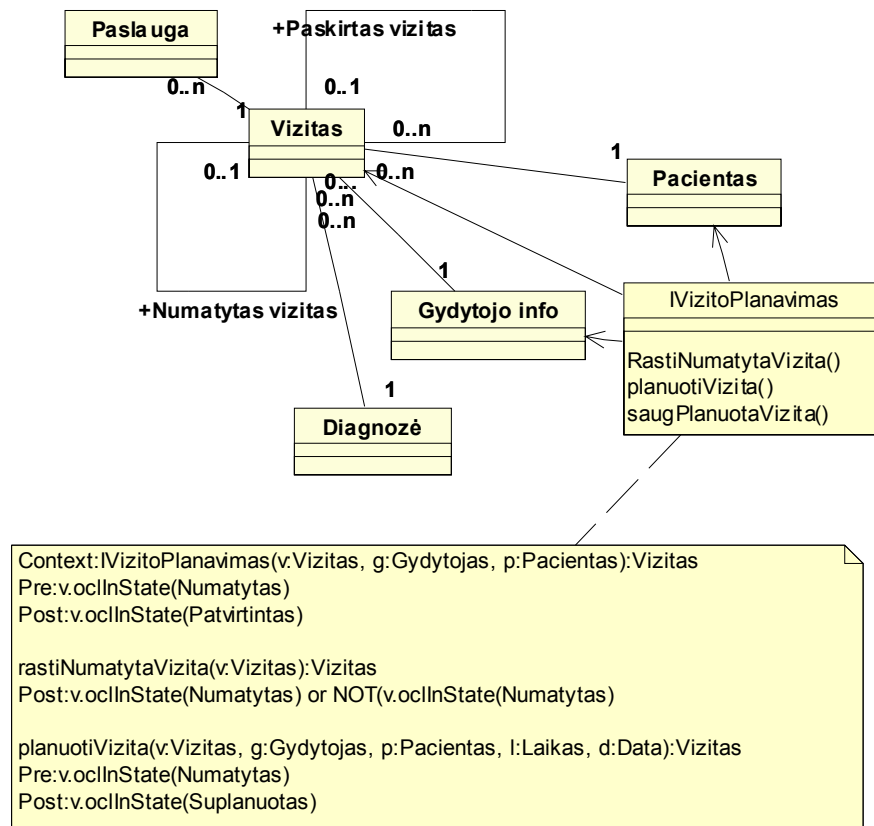 Paslauga
+Paskirtas vizitas
0..n
0..1
1
Vizitas
0..n
1
0..1
0..n
Pacientas
0...
0..n
0..n
1
IVizitoPlanavimas
+Numatytas vizitas
Gydytojo info
RastiNumatytaVizita()
planuotiVizita()
saugPlanuotaVizita()
1
Diagnozė
Context:IVizitoPlanavimas(v:Vizitas, g:Gydytojas, p:Pacientas):Vizitas
Pre:v.oclInState(Numatytas)
Post:v.oclInState(Patvirtintas)
rastiNumatytaVizita(v:Vizitas):Vizitas
Post:v.oclInState(Numatytas) or NOT(v.oclInState(Numatytas)
planuotiVizita(v:Vizitas, g:Gydytojas, p:Pacientas, l:Laikas, d:Data):Vizitas
Pre:v.oclInState(Numatytas)
Post:v.oclInState(Suplanuotas)